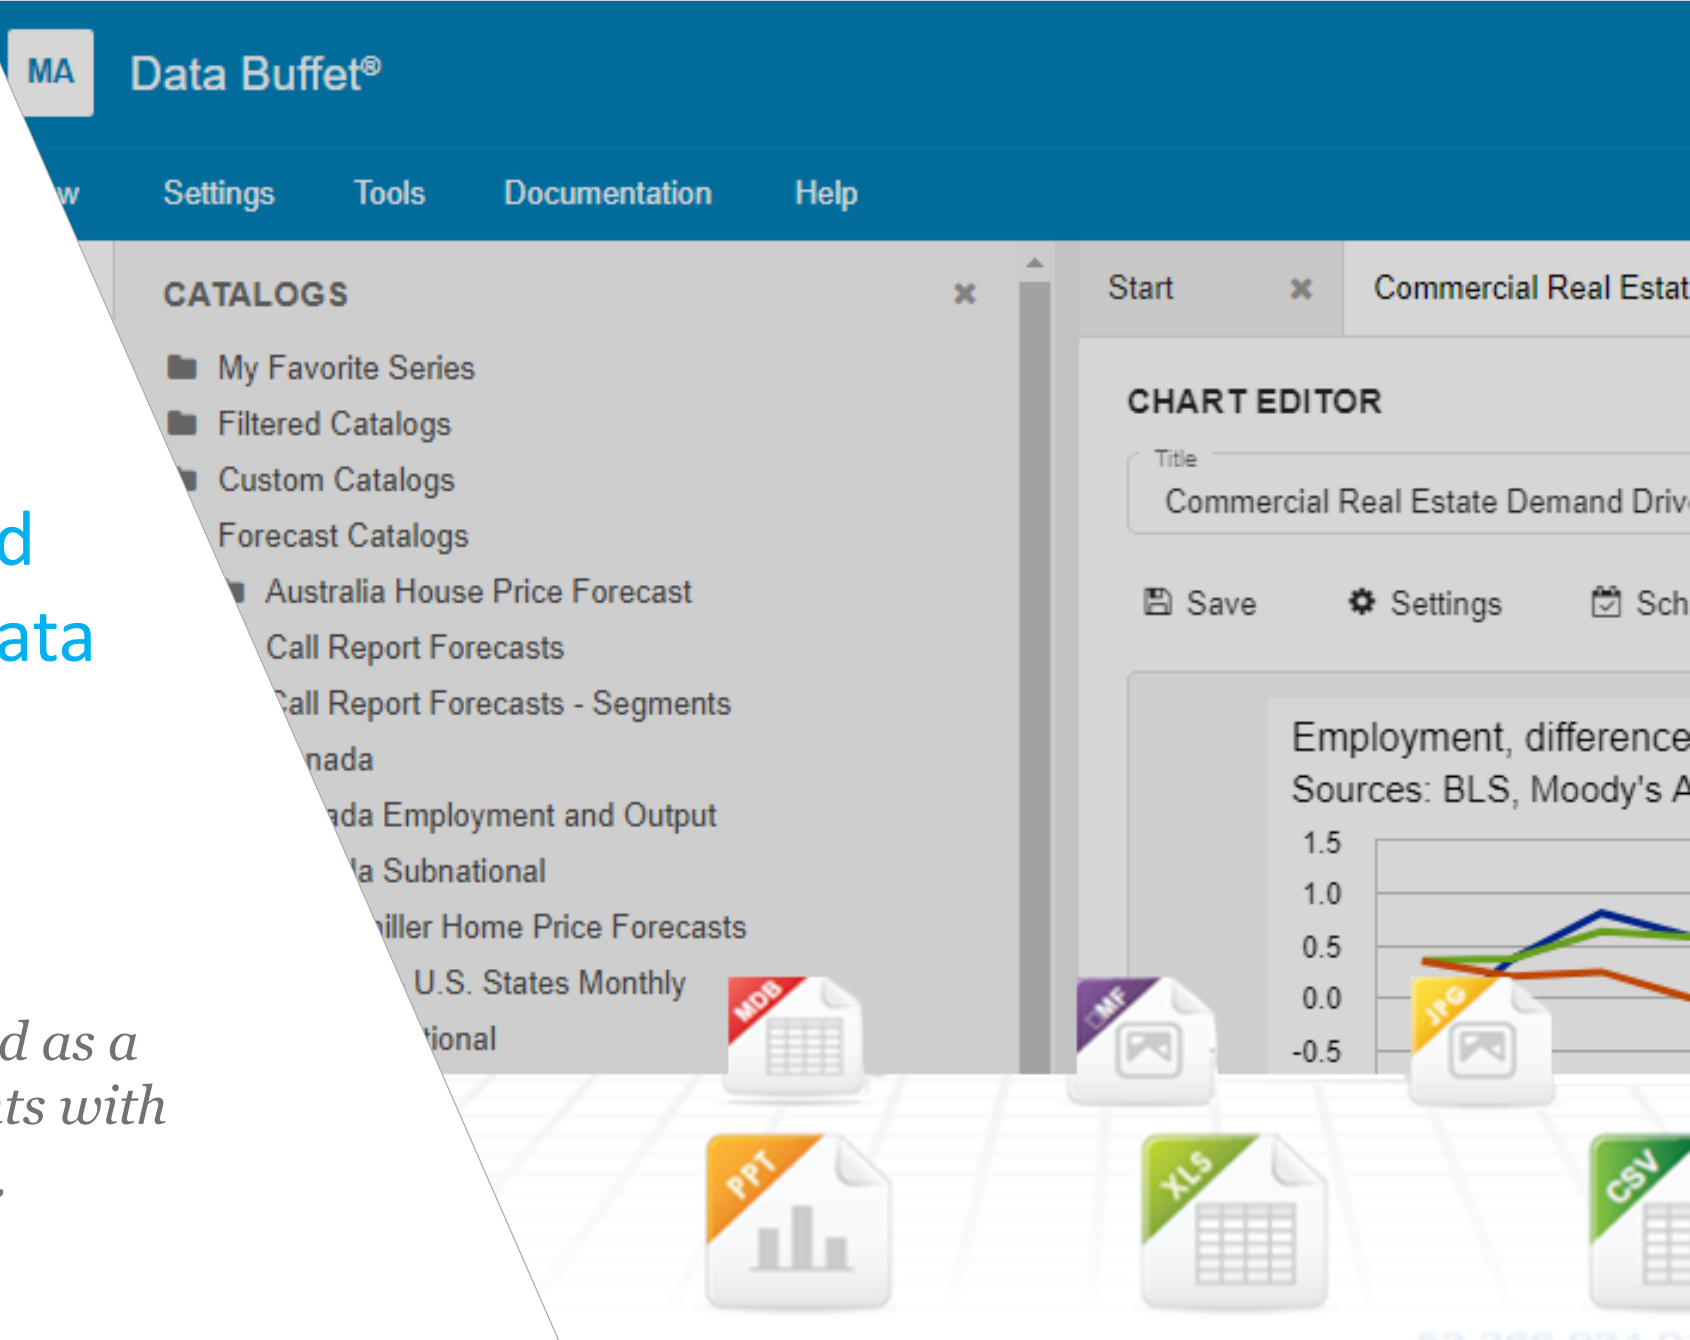 MA
Data Buffet®
w
Settings Tools Documentation Help
CATALOGS
My Favorite Series
Filtered Catalogs
Custom Catalogs
Forecast Catalogs
Australia House Price Forecast
Call Report Forecasts
Call Report Forecasts - Segments
nada
ada Employment and Output
la Subnational
iller Home Price Forecasts
U.S. States Monthly
tional
Start
Commercial Real Estat
CHART EDITOR
Title
Commercial Real Estate Demand Driv
Save Settings Sch
Employment, difference
Sources: BLS, Moody's A
1.5
1.0
0.5
0.0
-0.5
d
ata
d as a
ts with
.
MDB
MF
JPG
PPT
XLS
CSV